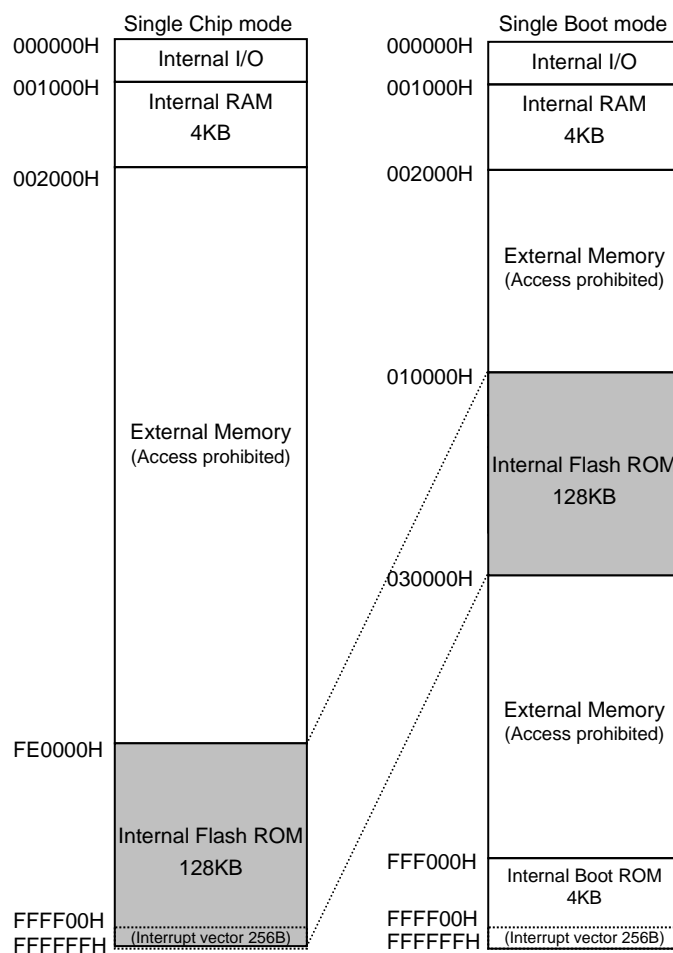 Single Chip mode
000000H
Internal I/O
001000H
Internal RAM
4KB
002000H
External Memory
(Access prohibited)
FE0000H
Internal Flash ROM
128KB
FFFF00H
(Interrupt vector 256B)
FFFFFFH
Single Boot mode
000000H
Internal I/O
001000H
Internal RAM
4KB
002000H
External Memory
(Access prohibited)
010000H
Internal Flash ROM
128KB
030000H
External Memory
(Access prohibited)
FFF000H
Internal Boot ROM
4KB
FFFF00H
(Interrupt vector 256B)
FFFFFFH